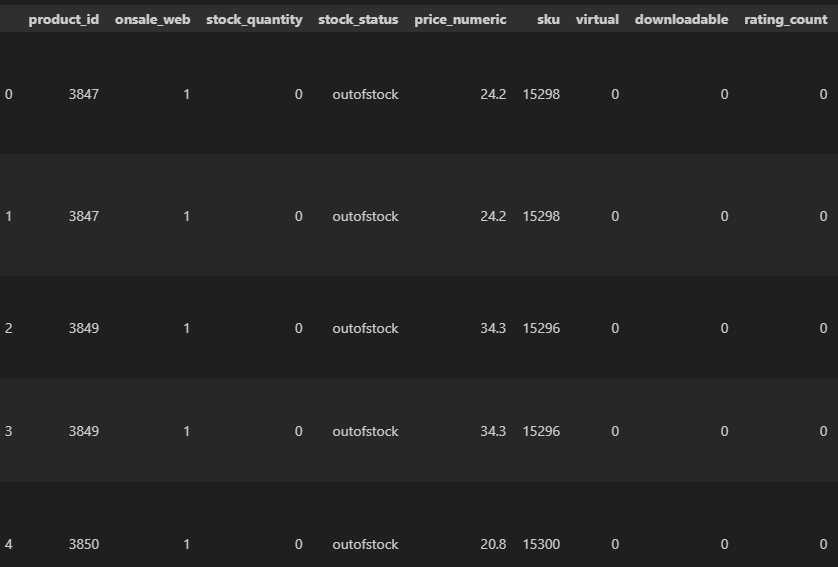 product_id onsale_web stock_quantity stock_status price_numeric sku virtual downloadable rating_count
0 3847 1 0 outofstock 24.2 15298 0 0 0
1 3847 1 0 outofstock 24.2 15298 0 0 0
2 3849 1 0 outofstock 34.3 15296 0 0 0
3 3849 1 0 outofstock 34.3 15296 0 0 0
4 3850 1 0 outofstock 20.8 15300 0 0 0